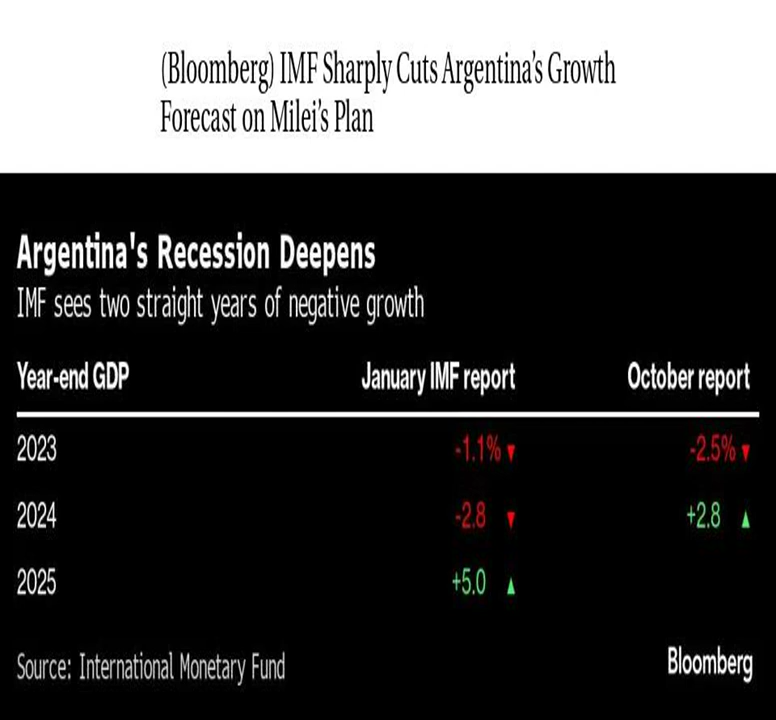 (Bloomberg) IMF Sharply Cuts Argentina's Growth
Forecast on Milei's Plan
Argentina's Recession Deepens
IMF sees two straight years of negative growth
Year-end GDP January IMF report October report
2023 -1.1% ▼ -2.5% ▼
2024 -2.8 ▼ +2.8 ▲
2025 +5.0 ▲
Source: International Monetary Fund Bloomberg